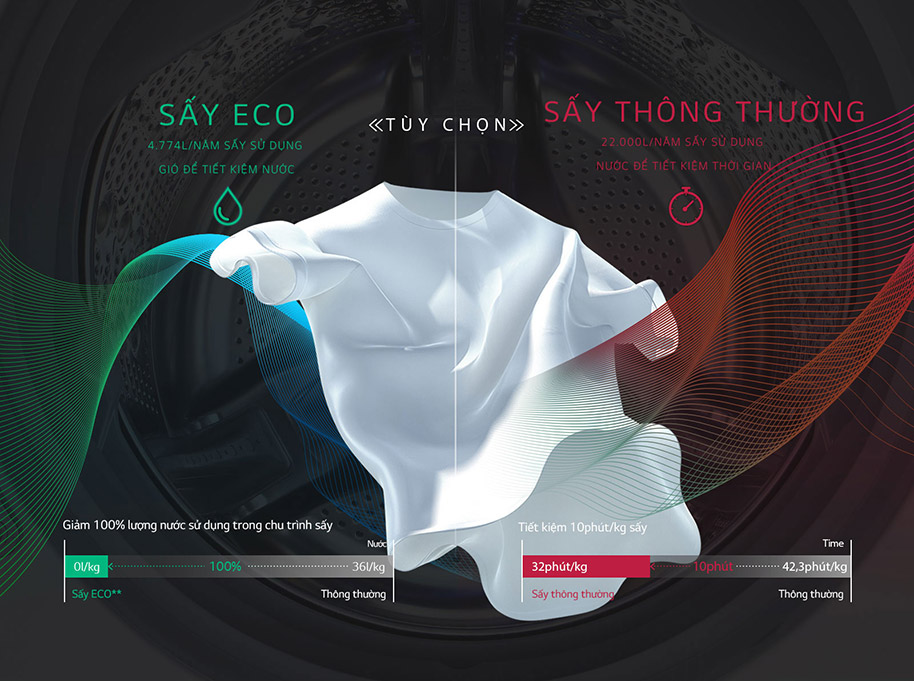 SẤY ECO
4.774L/NĂM SẤY SỬ DỤNG
GIÓ ĐỂ TIẾT KIỆM NƯỚC
≪TÙY CHỌN≫
SẤY THÔNG THƯỜNG
22.000L/NĂM SẤY SỬ DỤNG
NƯỚC ĐỂ TIẾT KIỆM THỜI GIAN
Giảm 100% lượng nước sử dụng trong chu trình sấy
Nước
0l/kg 100% 36l/kg
Sấy ECO** Thông thường
Tiết kiệm 10phút/kg sấy
Time
32phút/kg 10phút 42,3phút/kg
Sấy thông thường Thông thường